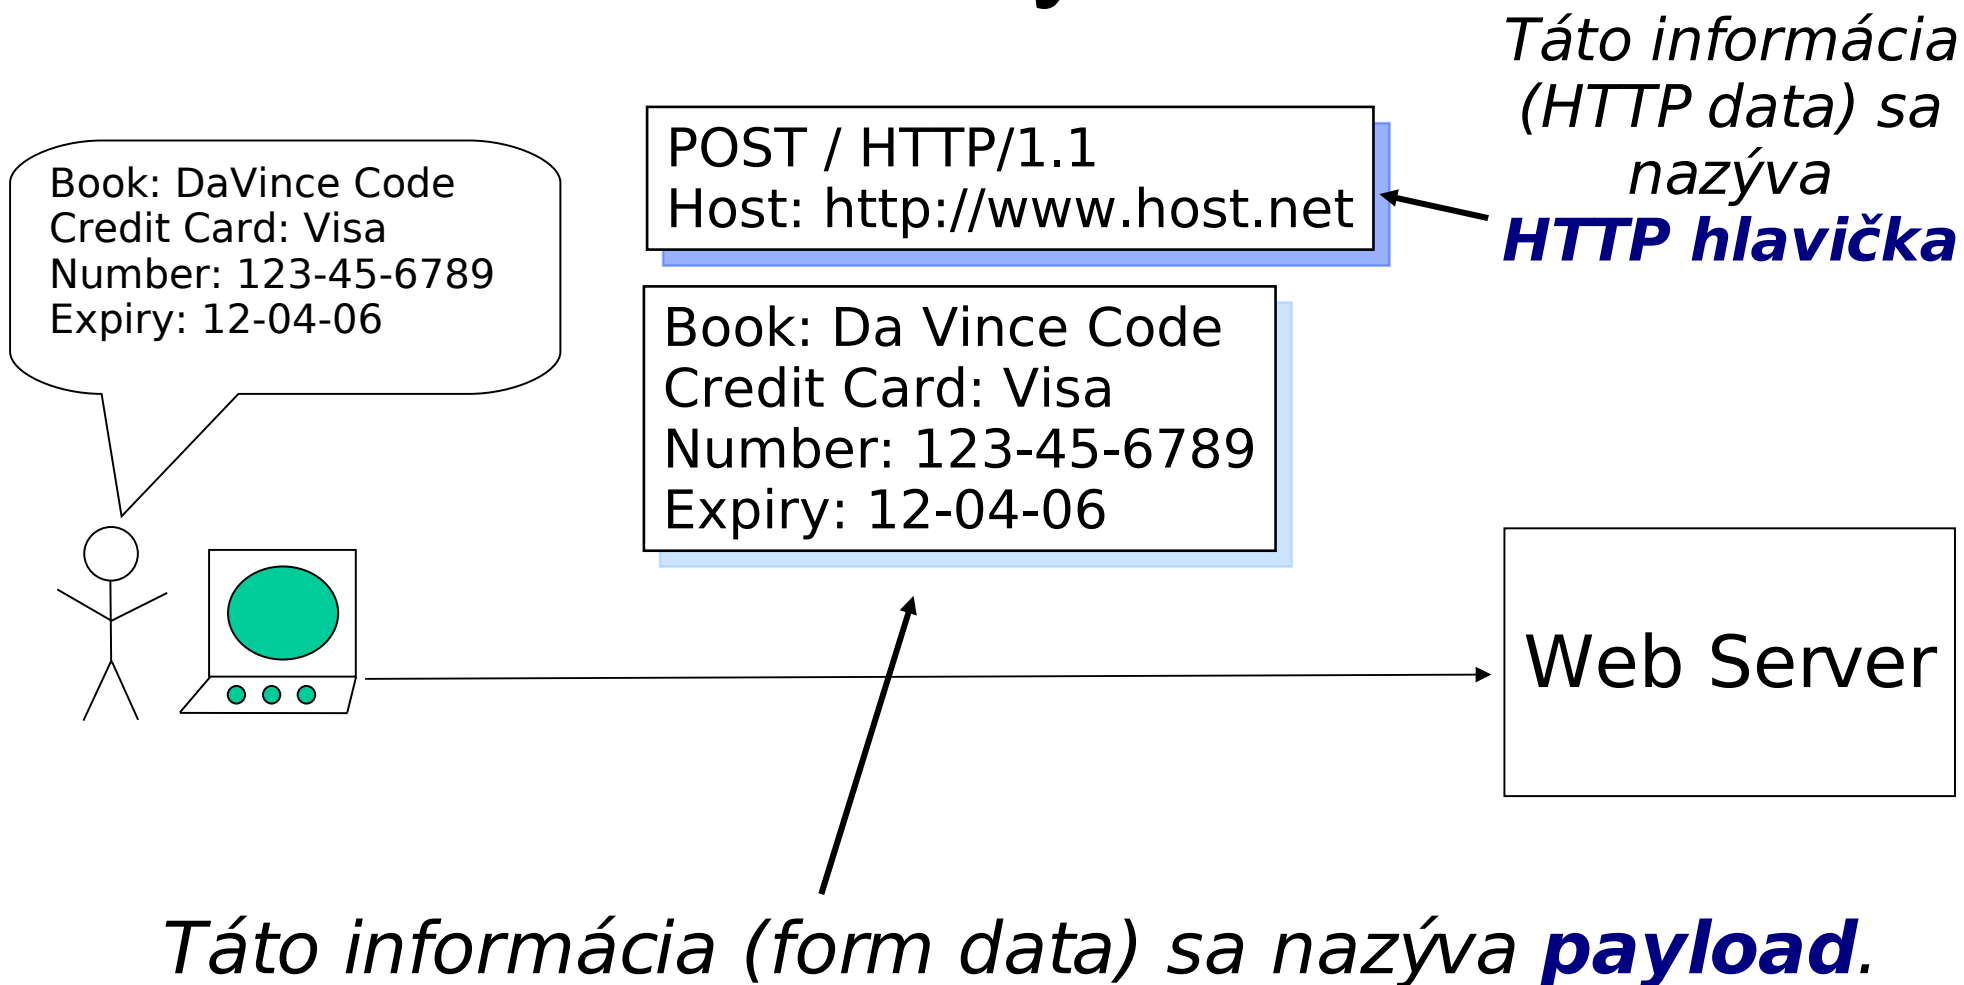 Book: DaVince Code
Credit Card: Visa
Number: 123-45-6789
Expiry: 12-04-06
POST / HTTP/1.1
Host: http://www.host.net
Táto informácia
(HTTP data) sa
nazýva
HTTP hlavička
Book: Da Vince Code
Credit Card: Visa
Number: 123-45-6789
Expiry: 12-04-06
Web Server
Táto informácia (form data) sa nazýva payload.